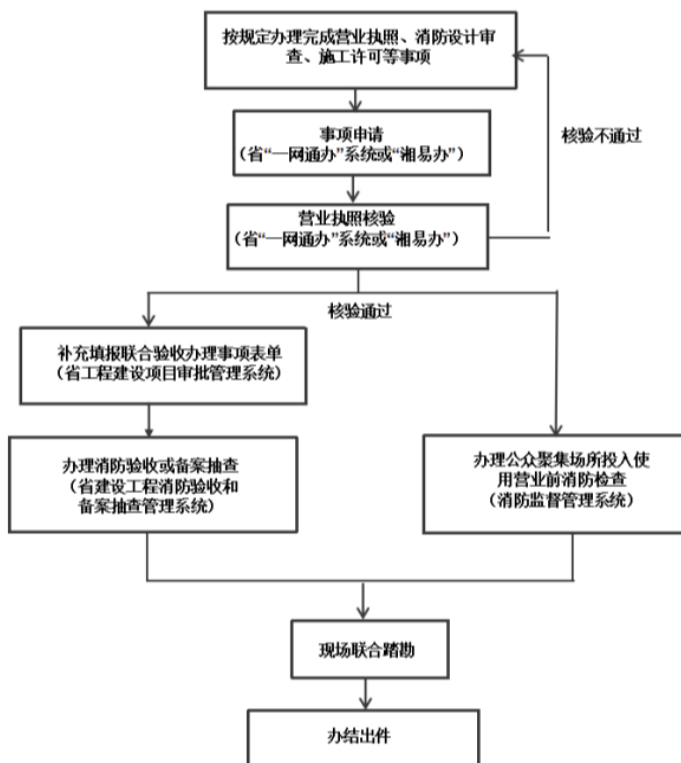 按规定办理完成营业执照、消防设计审
查、施工许可等事项
事项申请
（省“一网通办”系统或“湘易办”）
核验不通过
营业执照核验
（省“一网通办”系统或“湘易办”）
核验通过
补充填报联合验收办理事项表单
（省工程建设项目审批管理系统）
办理消防验收或备案抽查
（省建设工程消防验收和
备案抽查管理系统）
办理公众聚集场所投入使
用营业前消防检查
（消防监督管理系统）
现场联合踏勘
办结出件